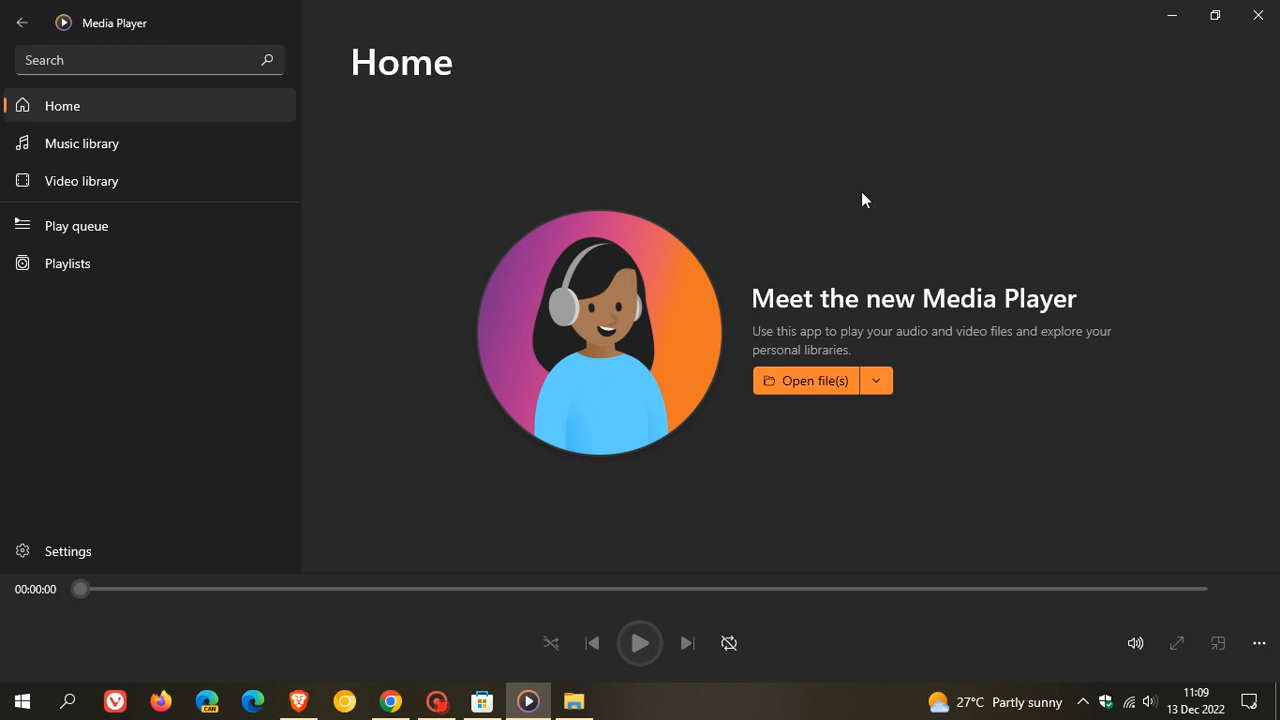 Media Player
Search
Home
Music library
Video library
Play queue
Playlists
Settings
Home
Meet the new Media Player
Use this app to play your audio and video files and explore your
personal libraries.
Open file(s)
00:00:00
CAN
27°C Partly sunny
11:09
13 Dec 2022